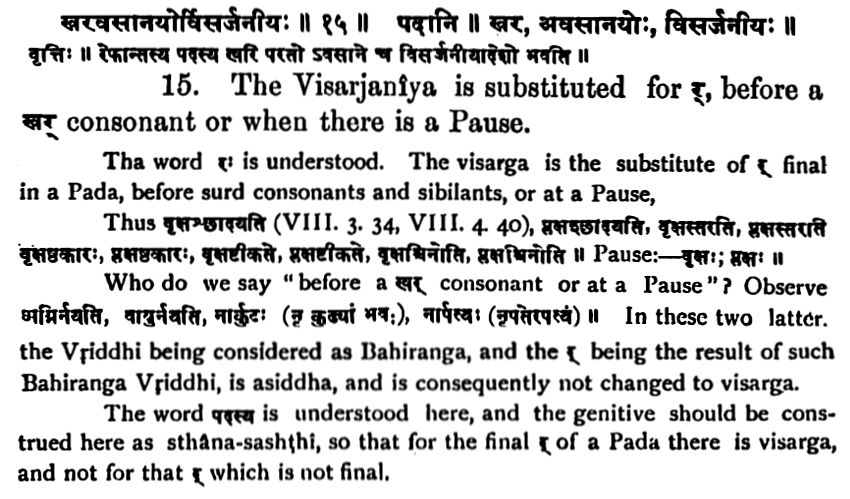 खरवसानयोर्विसर्जनीयः ॥ १५ ॥ पदानि ॥ खर, अवसानयोः, विसर्जनीयः ॥
वृत्तिः ॥ रेफान्तस्य पदस्य खरि परतो ऽवसाने च विसर्जनीयादेशो भवति ॥
15. The Visarjanîya is substituted for र्, before a
खर् consonant or when there is a Pause.
Tha word रः is understood. The visarga is the substitute of र् final
in a Pada, before surd consonants and sibilants, or at a Pause,
Thus वृक्षश्छादयति (VIII. 3. 34, VIII. 4. 40), प्लक्षश्छादयति, वृक्षस्तरति, प्लक्षस्तरति
वृक्षष्ठकारः, प्लक्षष्ठकारः, वृक्षष्टीकते, प्लक्षष्टीकते, वृक्षश्चिनोति, प्लक्षश्चिनोति ॥ Pause:—वृक्षः; प्लक्षः ॥
Who do we say "before a खर् consonant or at a Pause"? Observe
अग्निर्नयति, वायुर्नयति, नार्कुटः (नृ कुट्यां भवः), नार्पत्यः (नृपतेरपत्यं) ॥ In these two latter.
the Vṛiddhi being considered as Bahiranga, and the र् being the result of such
Bahiranga Vṛiddhi, is asiddha, and is consequently not changed to visarga.
The word पदस्य is understood here, and the genitive should be cons-
trued here as sthâna-sashṭhi, so that for the final र् of a Pada there is visarga,
and not for that र् which is not final.